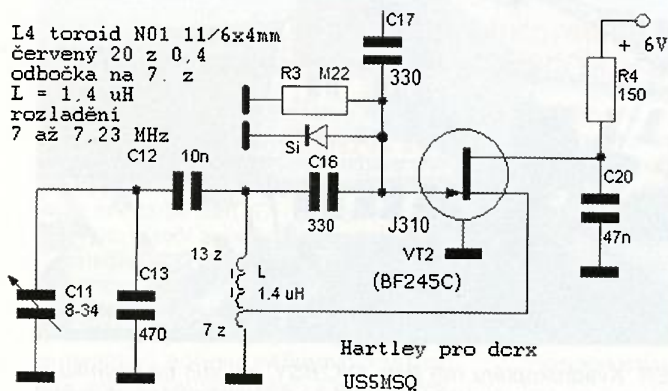 L4 toroid N01 11/6x4mm
červený 20 z 0,4
odbočka na 7. z
L = 1,4 uH
rozladění
7 až 7,23 MHz
C17
330
+ 6V
R3 M22
R4
150
Si
C12 10n
C16
330
J310
VT2
(BF245C)
C20
47n
13 z
L
1.4 uH
7 z
C11
8-34
C13
470
Hartley pro dcrx
US5MSQ